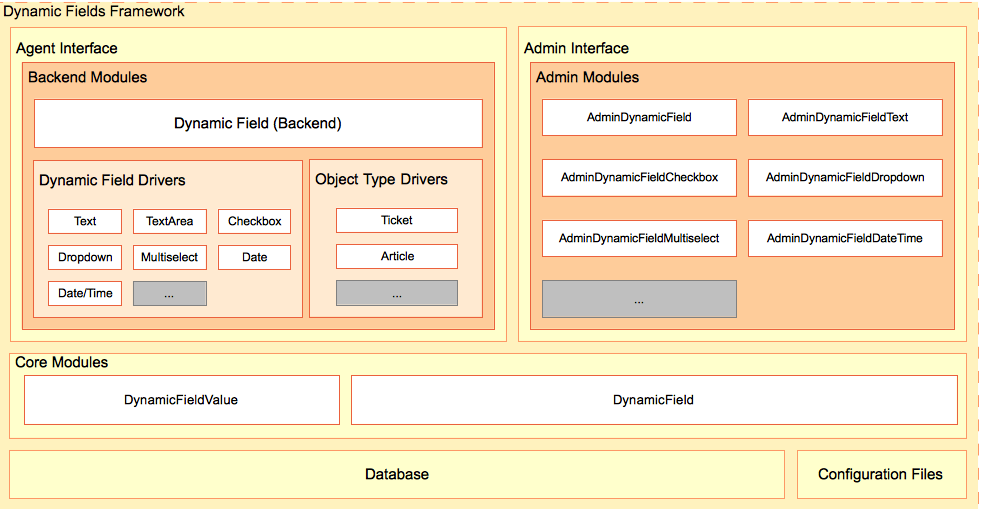 Dynamic Fields Framework
Agent Interface
Backend Modules
Dynamic Field (Backend)
Dynamic Field Drivers
Text
TextArea
Checkbox
Dropdown
Multiselect
Date
Date/Time
...
Object Type Drivers
Ticket
Article
...
Admin Interface
Admin Modules
AdminDynamicField
AdminDynamicFieldText
AdminDynamicFieldCheckbox
AdminDynamicFieldDropdown
AdminDynamicFieldMultiselect
AdminDynamicFieldDateTime
...
Core Modules
DynamicFieldValue
DynamicField
Database
Configuration Files